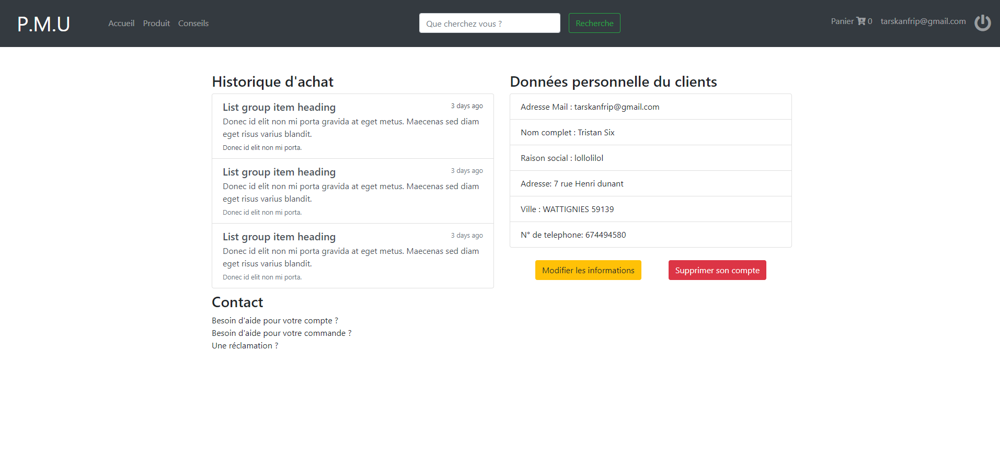 P.M.U
Accueil Produit Conseils
Que cherchez vous ?
Recherche
Panier 0 tarskanfrip@gmail.com
Historique d'achat
List group item heading 3 days ago
Donec id elit non mi porta gravida at eget metus. Maecenas sed diam
eget risus varius blandit.
Donec id elit non mi porta.
List group item heading 3 days ago
Donec id elit non mi porta gravida at eget metus. Maecenas sed diam
eget risus varius blandit.
Donec id elit non mi porta.
List group item heading 3 days ago
Donec id elit non mi porta gravida at eget metus. Maecenas sed diam
eget risus varius blandit.
Donec id elit non mi porta.
Données personnelle du clients
Adresse Mail : tarskanfrip@gmail.com
Nom complet : Tristan Six
Raison social : lollolilol
Adresse: 7 rue Henri dunant
Ville : WATTIGNIES 59139
N° de telephone: 674494580
Modifier les informations
Supprimer son compte
Contact
Besoin d'aide pour votre compte ?
Besoin d'aide pour votre commande ?
Une réclamation ?